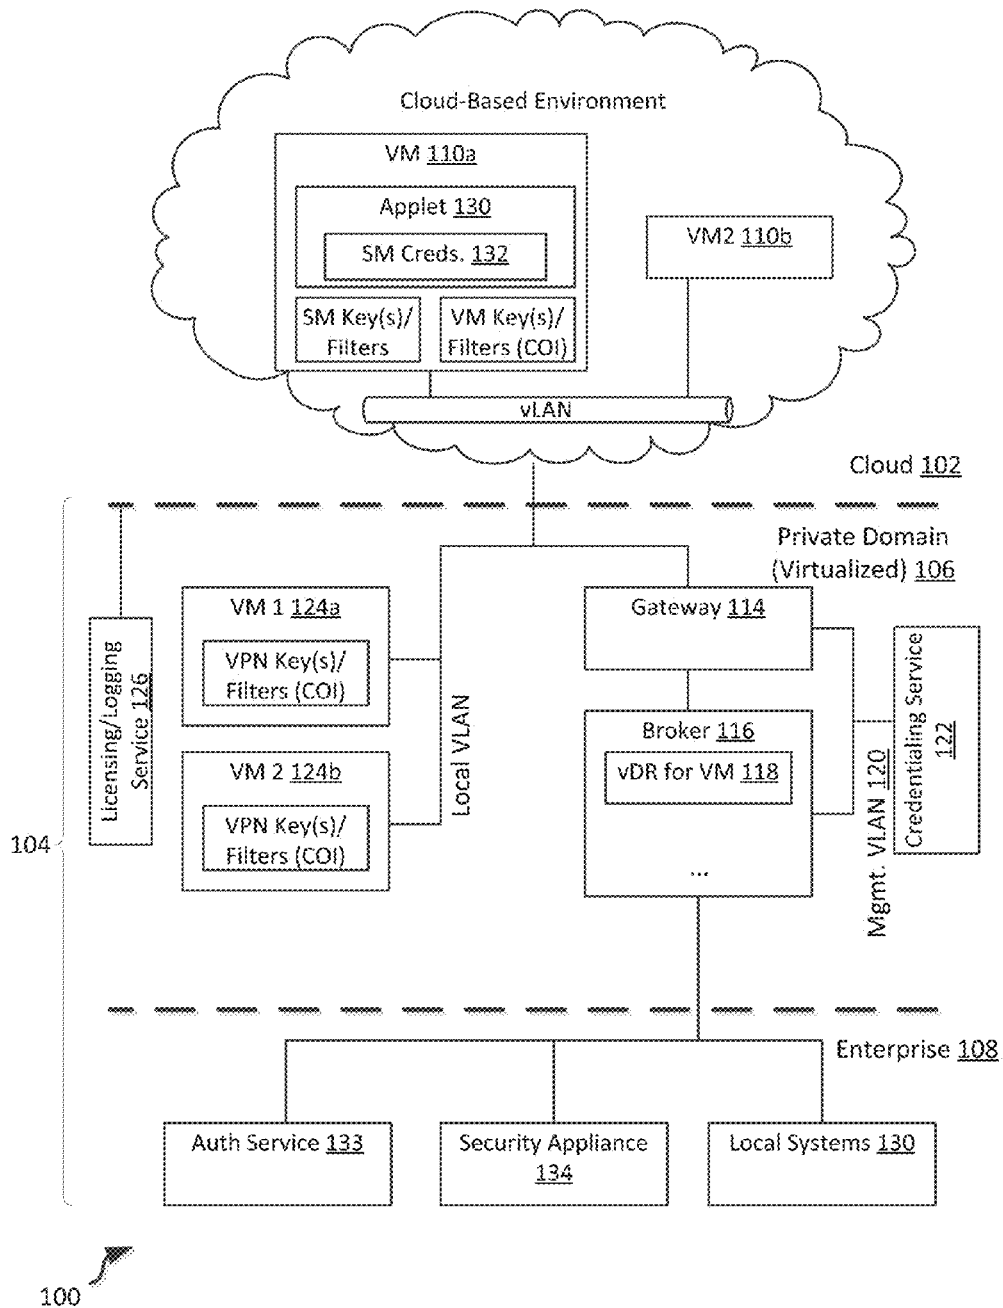 Cloud-Based Environment
VM 110a
Applet 130
SM Creds. 132
SM Key(s)/
Filters
VM Key(s)/
Filters (COI)
VM2 110b
vLAN
Cloud 102
Private Domain
(Virtualized) 106
Licensing/Logging
Service 126
VM 1 124a
VPN Key(s)/
Filters (COI)
VM 2 124b
VPN Key(s)/
Filters (COI)
Local VLAN
Gateway 114
Broker 116
vDR for VM 118
...
Mgmt. VLAN 120
Credentialing Service
122
104
Enterprise 108
Auth Service 133
Security Appliance
134
Local Systems 130
100